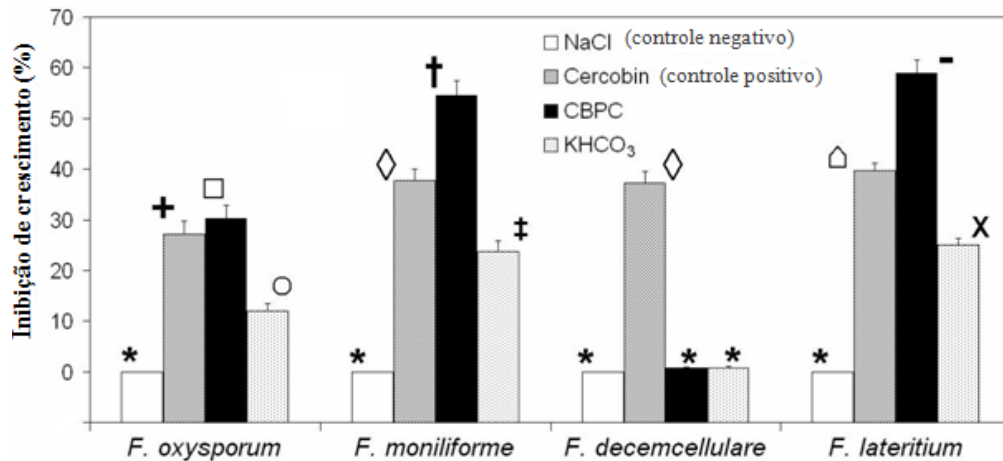 Inibição de crescimento (%)
70
60
50
40
30
20
10
0
NaCl (controle negativo)
Cercobin (controle positivo)
CBPC
KHCO₃
+
□
○
*
◇
†
‡
*
◇
*
*
*
⌂
-
X
*
F. oxysporum
F. moniliforme
F. decemcellulare
F. lateritium